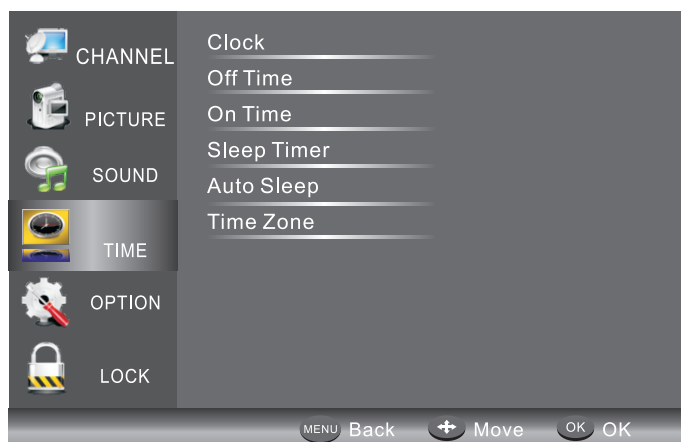 CHANNEL
PICTURE
SOUND
TIME
OPTION
LOCK
Clock
Off Time
On Time
Sleep Timer
Auto Sleep
Time Zone
MENU Back Move OK OK